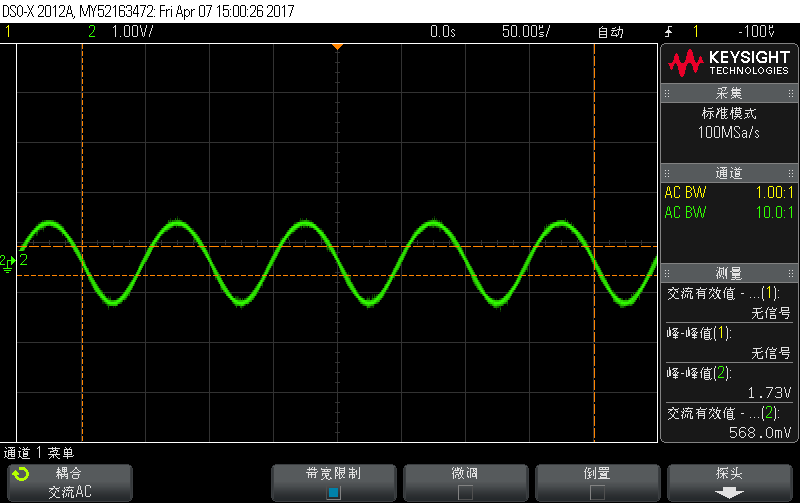 DSO-X 2012A, MY52163472: Fri Apr 07 15:00:26 2017
1 2 1.00V/ 0.0s 50.00us/ 自动 1 -100uV
KEYSIGHT
TECHNOLOGIES
采集
标准模式
100MSa/s
通道
AC BW 1.00:1
AC BW 10.0:1
测量
交流有效值 - ...(1):
无信号
峰-峰值(1):
无信号
峰-峰值(2):
1.73V
交流有效值 - ...(2):
568.0mV
2
2
通道 1 菜单
耦合
交流AC
带宽限制
微调
倒置
探头